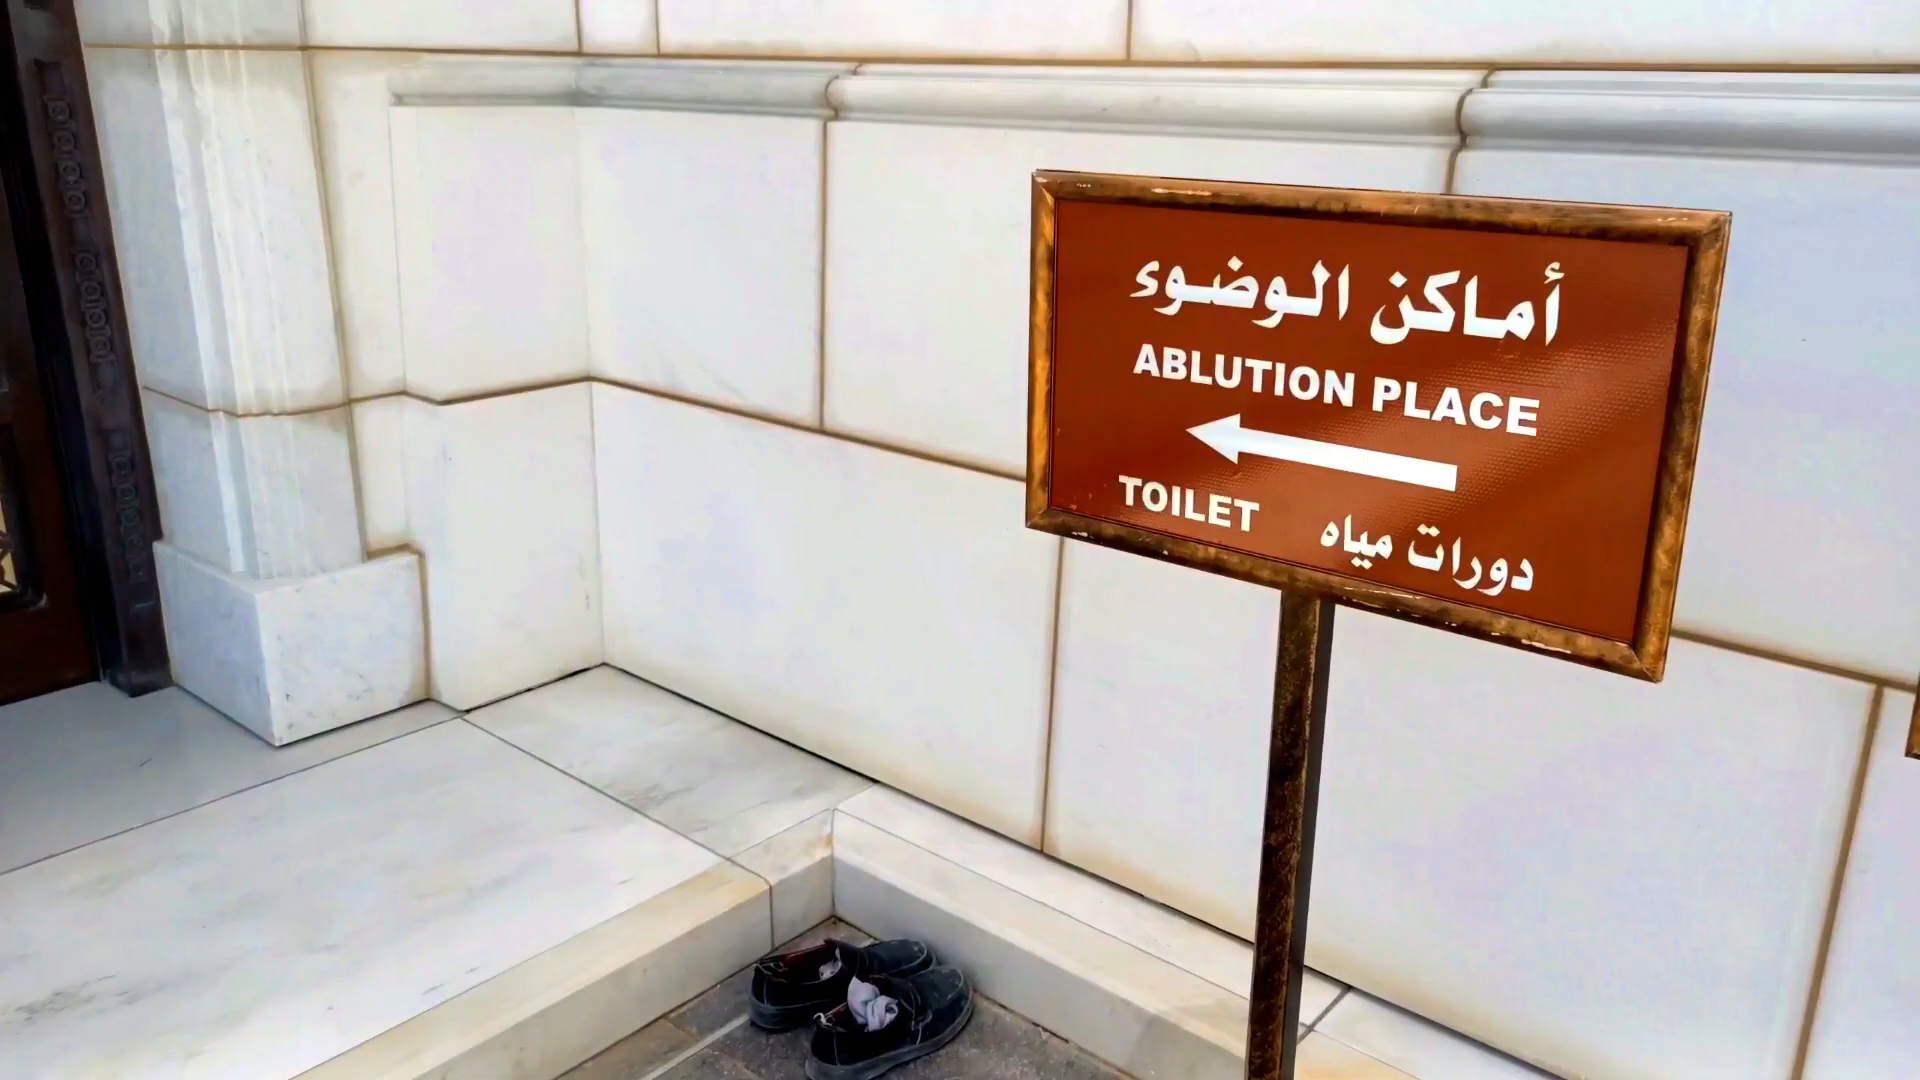 أماكن الوضوء
ABLUTION PLACE
TOILET دورات مياه